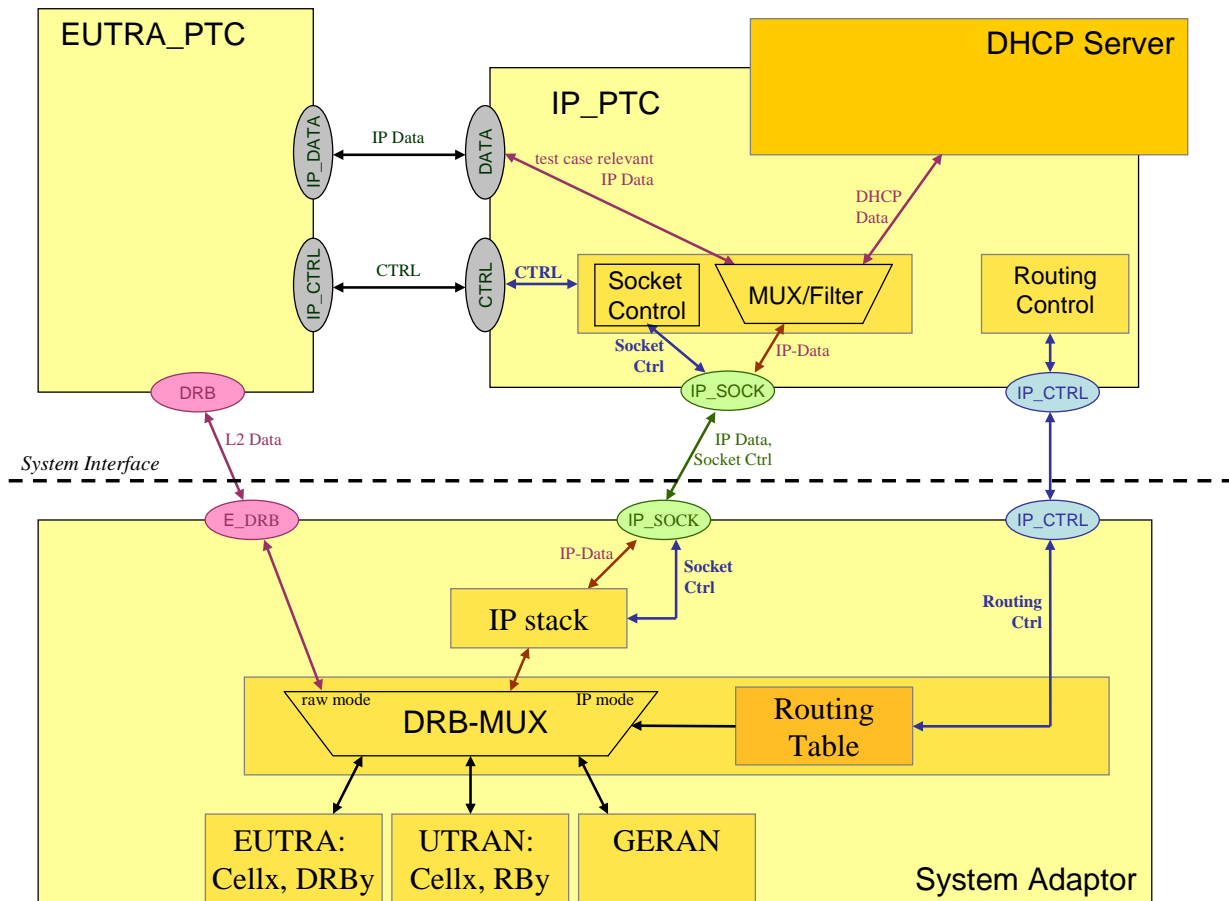 EUTRA_PTC
DHCP Server
IP_PTC
IP_DATA
IP Data
DATA
test case relevant
IP Data
DHCP
Data
IP_CTRL
CTRL
CTRL
CTRL
Socket
Control
MUX/Filter
Routing
Control
Socket
Ctrl
IP-Data
DRB
IP_SOCK
IP_CTRL
L2 Data
IP Data,
Socket Ctrl
System Interface
E_DRB
IP_SOCK
IP_CTRL
IP-Data
Socket
Ctrl
IP stack
Routing
Ctrl
raw mode
IP mode
DRB-MUX
Routing
Table
EUTRA:
Cellx, DRBy
UTRAN:
Cellx, RBy
GERAN
System Adaptor